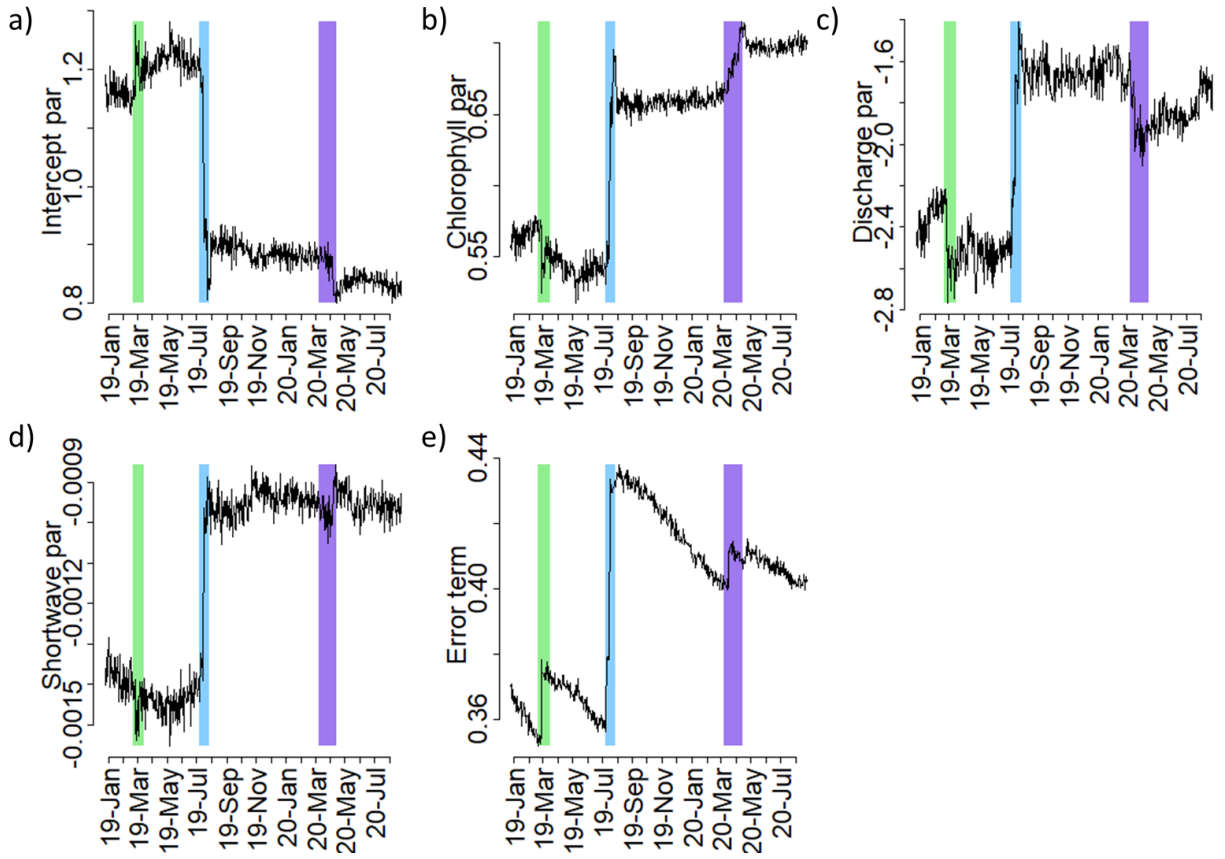 a)
Intercept par
1.2
1.0
0.8
19-Jan
19-Mar
19-May
19-Jul
19-Sep
19-Nov
20-Jan
20-Mar
20-May
20-Jul
b)
Chlorophyll par
0.65
0.55
19-Jan
19-Mar
19-May
19-Jul
19-Sep
19-Nov
20-Jan
20-Mar
20-May
20-Jul
c)
Discharge par
-1.6
-2.0
-2.4
-2.8
19-Jan
19-Mar
19-May
19-Jul
19-Sep
19-Nov
20-Jan
20-Mar
20-May
20-Jul
d)
Shortwave par
-0.0009
-0.0012
-0.0015
19-Jan
19-Mar
19-May
19-Jul
19-Sep
19-Nov
20-Jan
20-Mar
20-May
20-Jul
e)
Error term
0.44
0.40
0.36
19-Jan
19-Mar
19-May
19-Jul
19-Sep
19-Nov
20-Jan
20-Mar
20-May
20-Jul